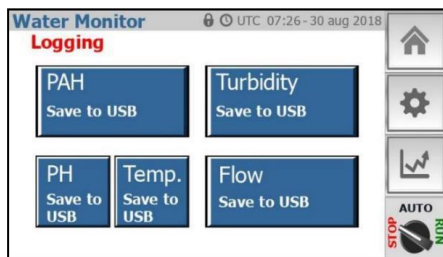 Water Monitor
UTC 07:26-30 aug 2018
Logging
PAH
Save to USB
Turbidity
Save to USB
PH
Save to
USB
Temp.
Save to
USB
Flow
Save to USB
AUTO
STOP
RUN